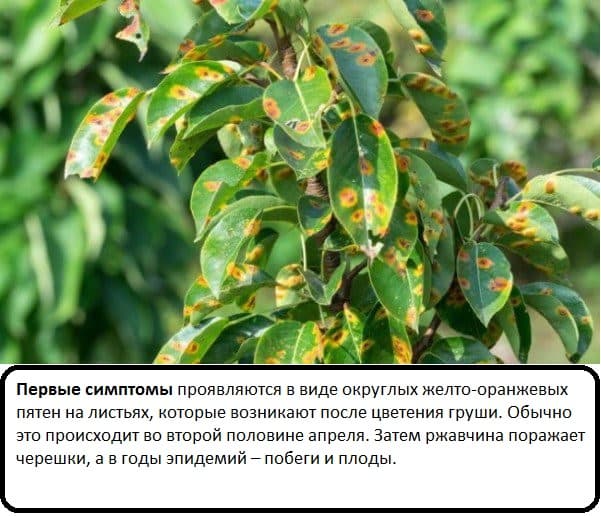 Первые симптомы проявляются в виде округлых желто-оранжевых
пятен на листьях, которые возникают после цветения груши. Обычно
это происходит во второй половине апреля. Затем ржавчина поражает
черешки, а в годы эпидемий – побеги и плоды.